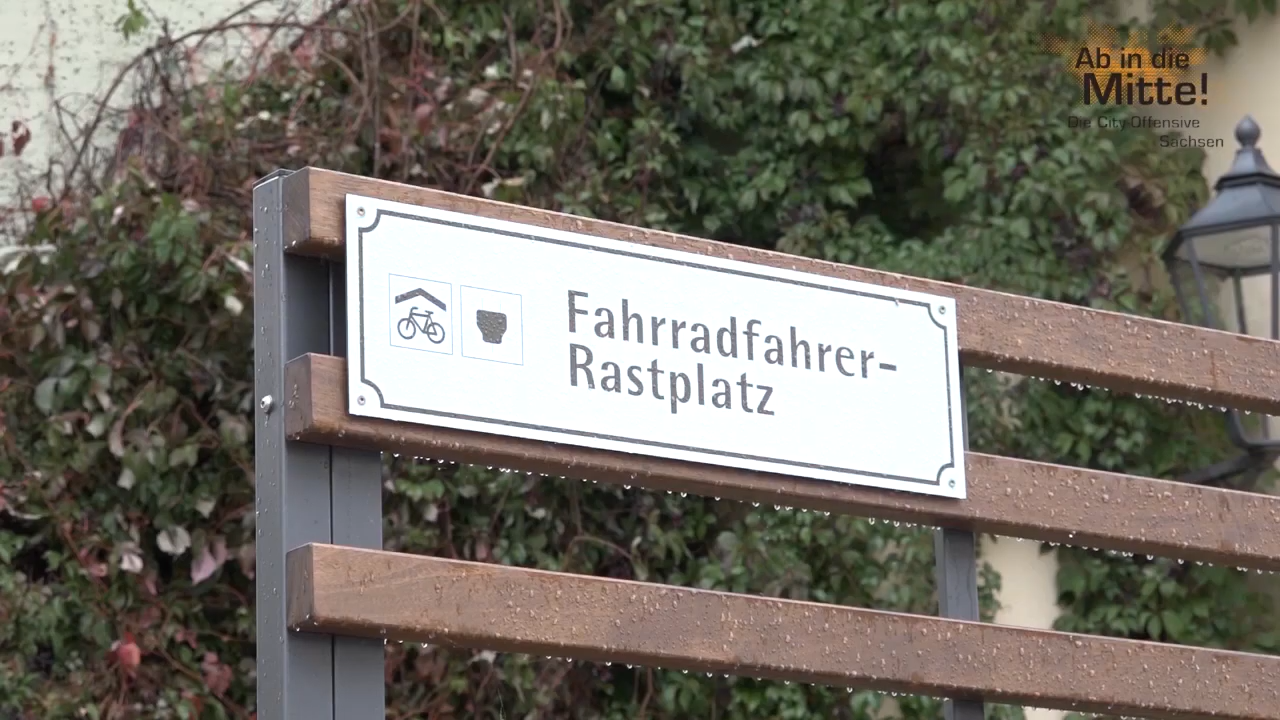 Ab in die
Mitte!
Die City-Offensive
Sachsen
Fahrradfahrer-
Rastplatz